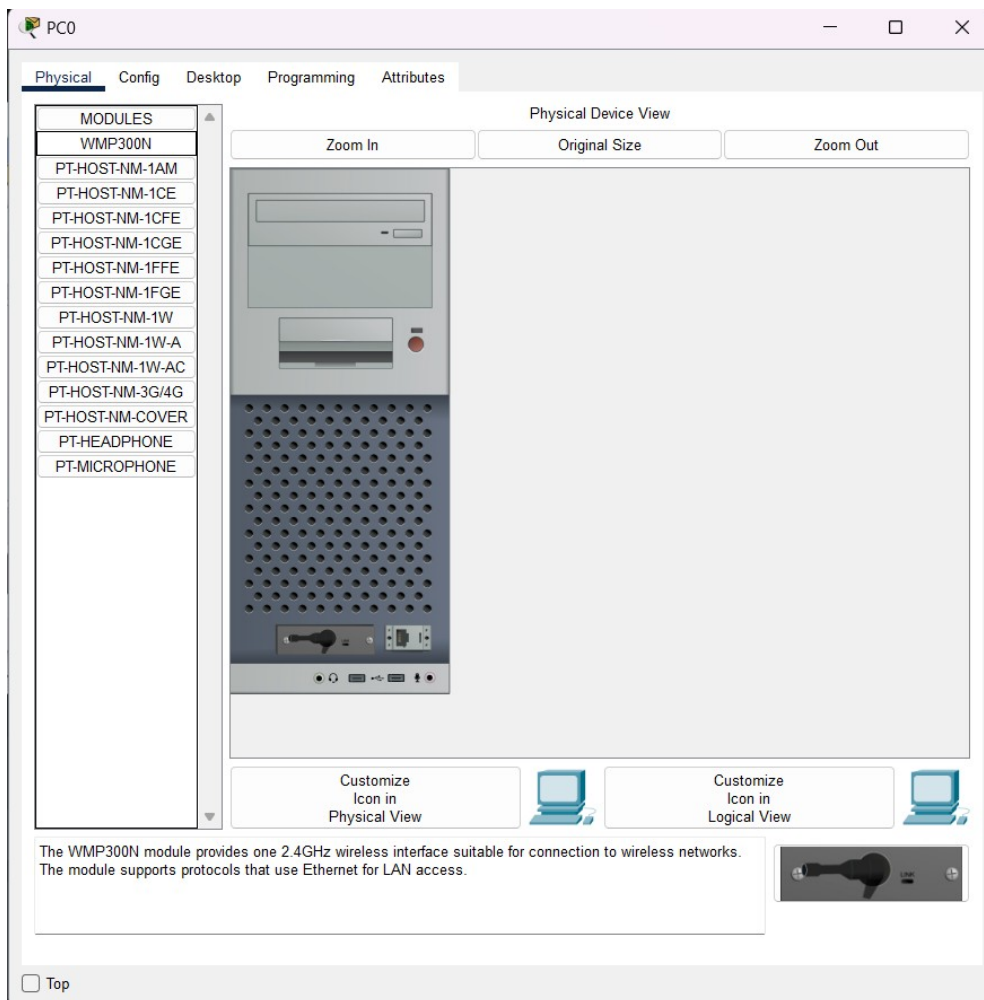 PC0
Physical Config Desktop Programming Attributes
MODULES
WMP300N
PT-HOST-NM-1AM
PT-HOST-NM-1CE
PT-HOST-NM-1CFE
PT-HOST-NM-1CGE
PT-HOST-NM-1FFE
PT-HOST-NM-1FGE
PT-HOST-NM-1W
PT-HOST-NM-1W-A
PT-HOST-NM-1W-AC
PT-HOST-NM-3G/4G
PT-HOST-NM-COVER
PT-HEADPHONE
PT-MICROPHONE
Physical Device View
Zoom In Original Size Zoom Out
Customize
Icon in
Physical View
Customize
Icon in
Logical View
The WMP300N module provides one 2.4GHz wireless interface suitable for connection to wireless networks.
The module supports protocols that use Ethernet for LAN access.
LINK
Top